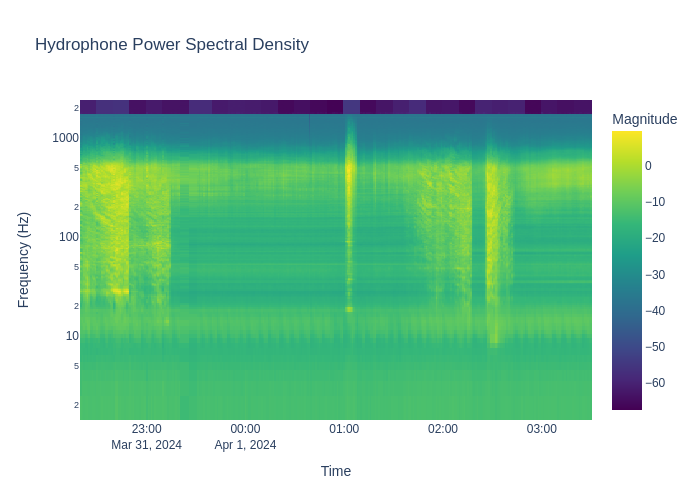 Hydrophone Power Spectral Density
Magnitude
0
−10
−20
−30
−40
−50
−60
Frequency (Hz)
2
1000
5
2
100
5
2
10
5
2
23:00 00:00 01:00 02:00 03:00
Mar 31, 2024 Apr 1, 2024
Time